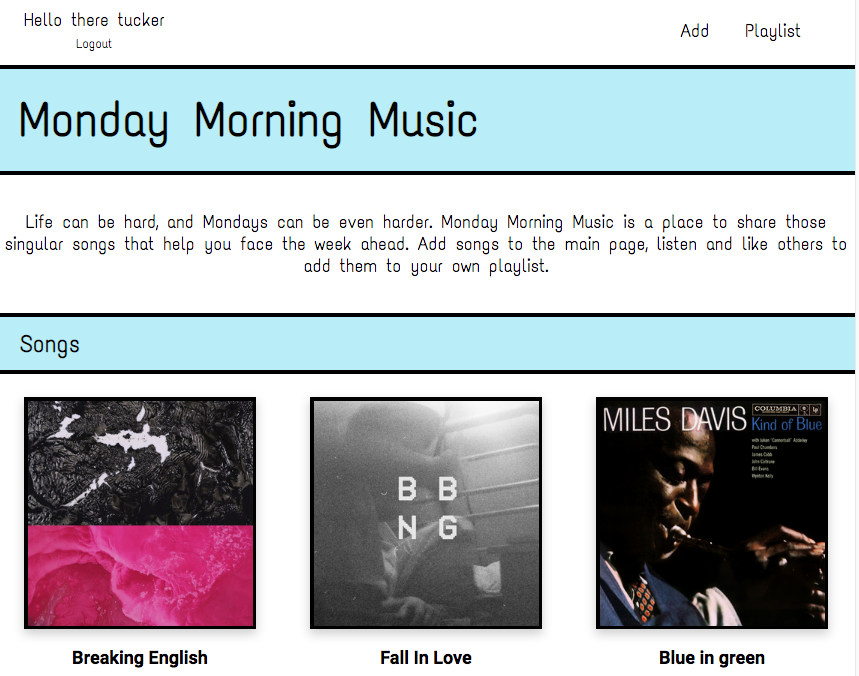 Hello there tucker
Logout
Add
Playlist
Monday Morning Music
Life can be hard, and Mondays can be even harder. Monday Morning Music is a place to share those
singular songs that help you face the week ahead. Add songs to the main page, listen and like others to
add them to your own playlist.
Songs
B B
N G
MILES DAVIS
COLUMBIA
Kind of Blue
with Julian "Cannonball" Adderley
Paul Chambers
James Cobb
John Coltrane
Bill Evans
Wynton Kelly
Breaking English
Fall In Love
Blue in green